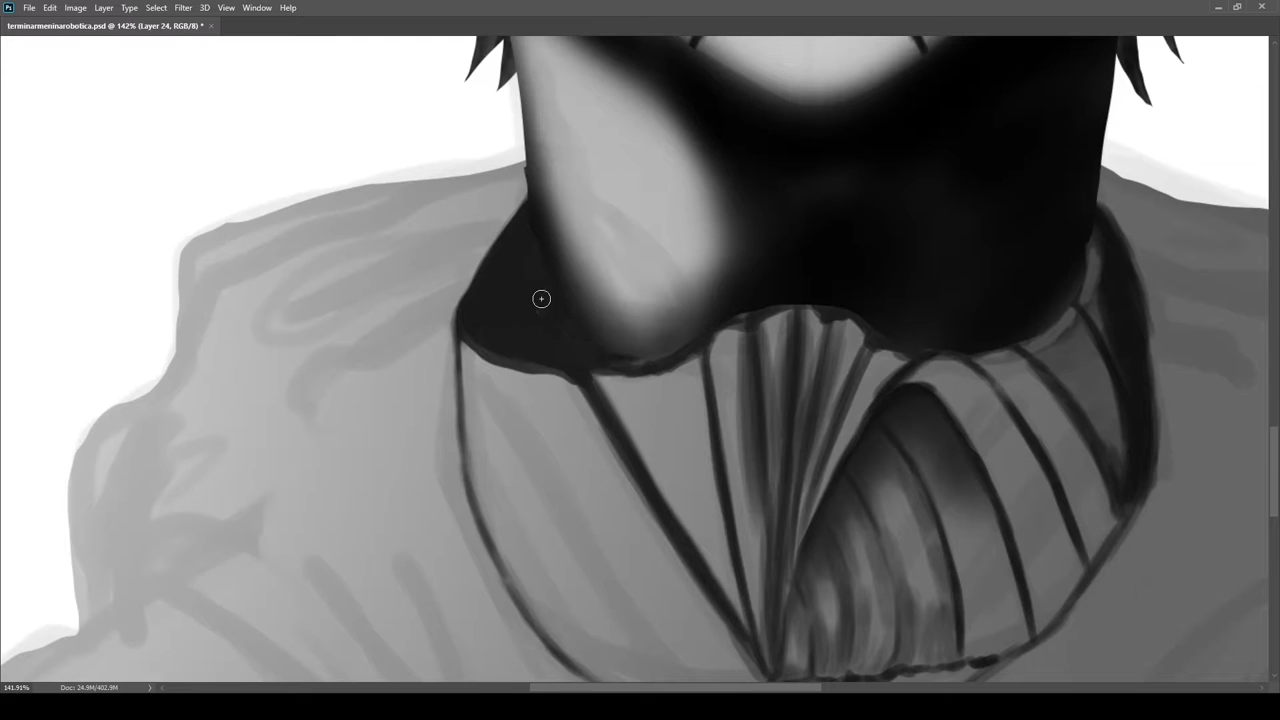 Ps File Edit Image Layer Type Select Filter 3D View Window Help
terminarmeninarobotica.psd @ 142% (Layer 24, RGB/8) *
141.91% Doc: 24.9M/402.9M